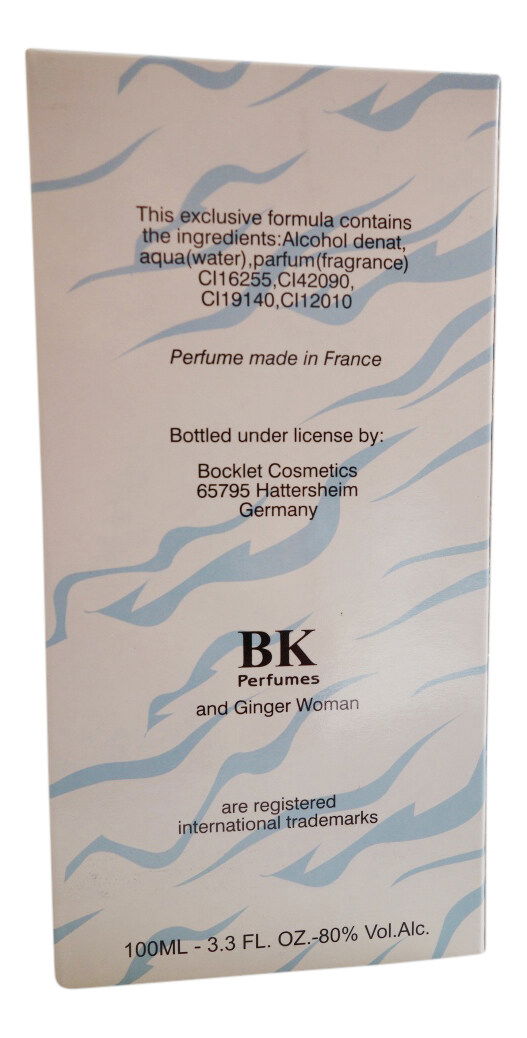 This exclusive formula contains
the ingredients:Alcohol denat,
aqua(water),parfum(fragrance)
CI16255,CI42090,
CI19140,CI12010
Perfume made in France
Bottled under license by:
Bocklet Cosmetics
65795 Hattersheim
Germany
BK
Perfumes
and Ginger Woman
are registered
international trademarks
100ML - 3.3 FL. OZ.-80% Vol.Alc.